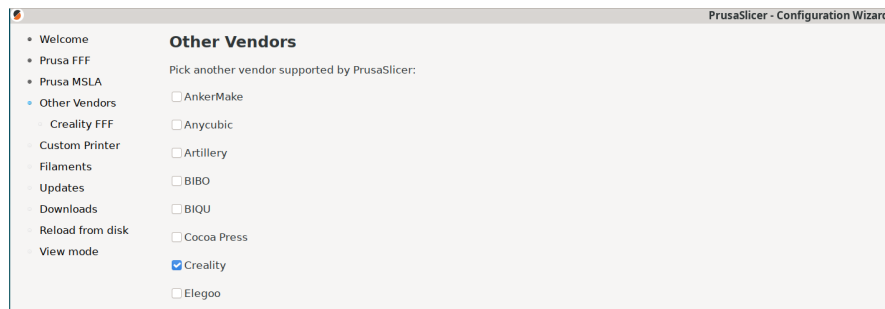 PrusaSlicer - Configuration Wizard
Welcome
Prusa FFF
Prusa MSLA
Other Vendors
Creality FFF
Custom Printer
Filaments
Updates
Downloads
Reload from disk
View mode
Other Vendors
Pick another vendor supported by PrusaSlicer:
AnkerMake
Anycubic
Artillery
BIBO
BIQU
Cocoa Press
Creality
Elegoo